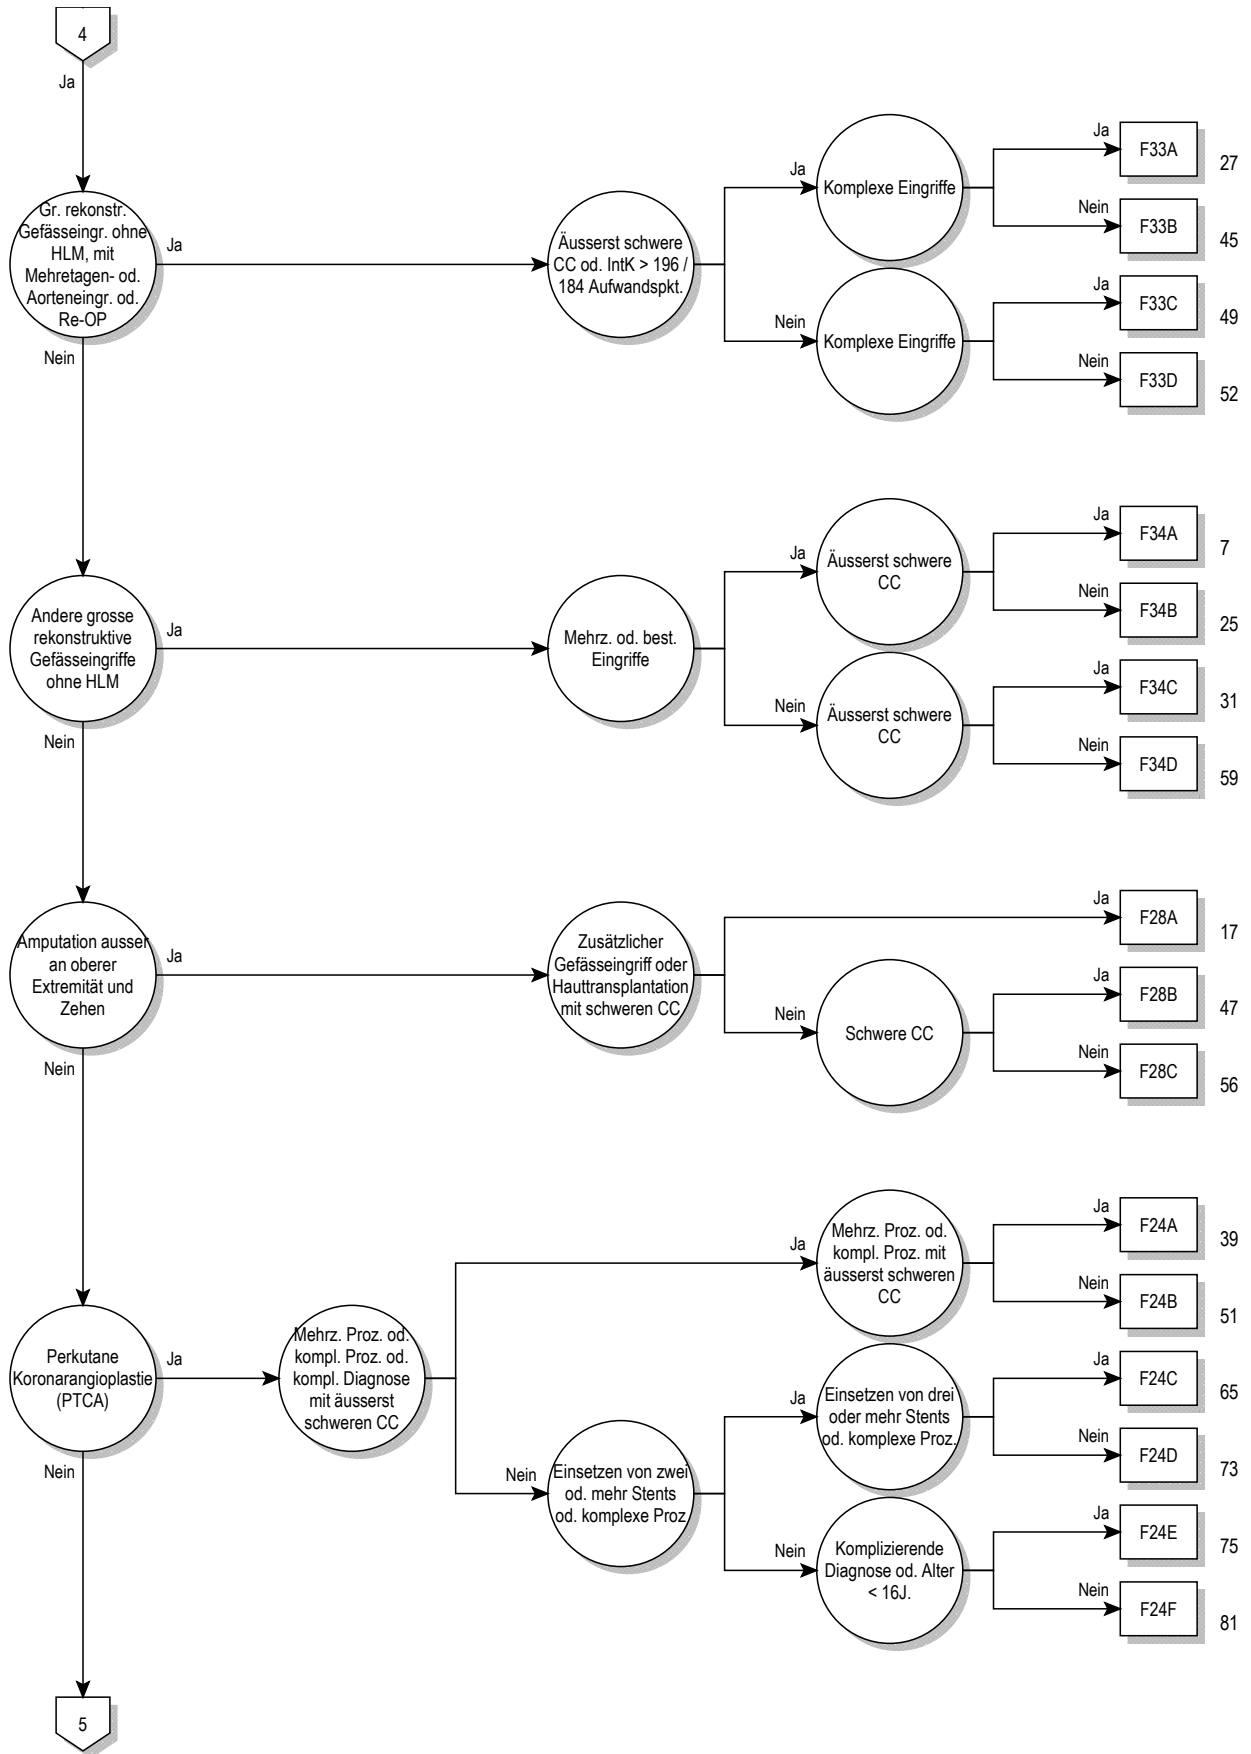 4
Ja
Gr. rekonstr.
Gefässeingr. ohne
HLM, mit
Mehretagen- od.
Aorteneingr. od.
Re-OP
Ja
Nein
Äusserst schwere
CC od. IntK > 196 /
184 Aufwandspkt.
Ja
Komplexe Eingriffe
Ja
F33A
27
Nein
F33B
45
Nein
Komplexe Eingriffe
Ja
F33C
49
Nein
F33D
52
Andere grosse
rekonstruktive
Gefässeingriffe
ohne HLM
Ja
Nein
Mehrz. od. best.
Eingriffe
Ja
Äusserst schwere
CC
Ja
F34A
7
Nein
F34B
25
Nein
Äusserst schwere
CC
Ja
F34C
31
Nein
F34D
59
Amputation ausser
an oberer
Extremität und
Zehen
Ja
Nein
Zusätzlicher
Gefässeingriff oder
Hauttransplantation
mit schweren CC
Ja
F28A
17
Nein
Schwere CC
Ja
F28B
47
Nein
F28C
56
Perkutane
Koronarangioplastie
(PTCA)
Ja
Nein
Mehrz. Proz. od.
kompl. Proz. od.
kompl. Diagnose
mit äusserst
schweren CC
Ja
Mehrz. Proz. od.
kompl. Proz. mit
äusserst schweren
CC
Ja
F24A
39
Nein
F24B
51
Nein
Einsetzen von zwei
od. mehr Stents
od. komplexe Proz
Ja
Einsetzen von drei
oder mehr Stents
od. komplexe Proz.
Ja
F24C
65
Nein
F24D
73
Nein
Komplizierende
Diagnose od. Alter
< 16J.
Ja
F24E
75
Nein
F24F
81
5